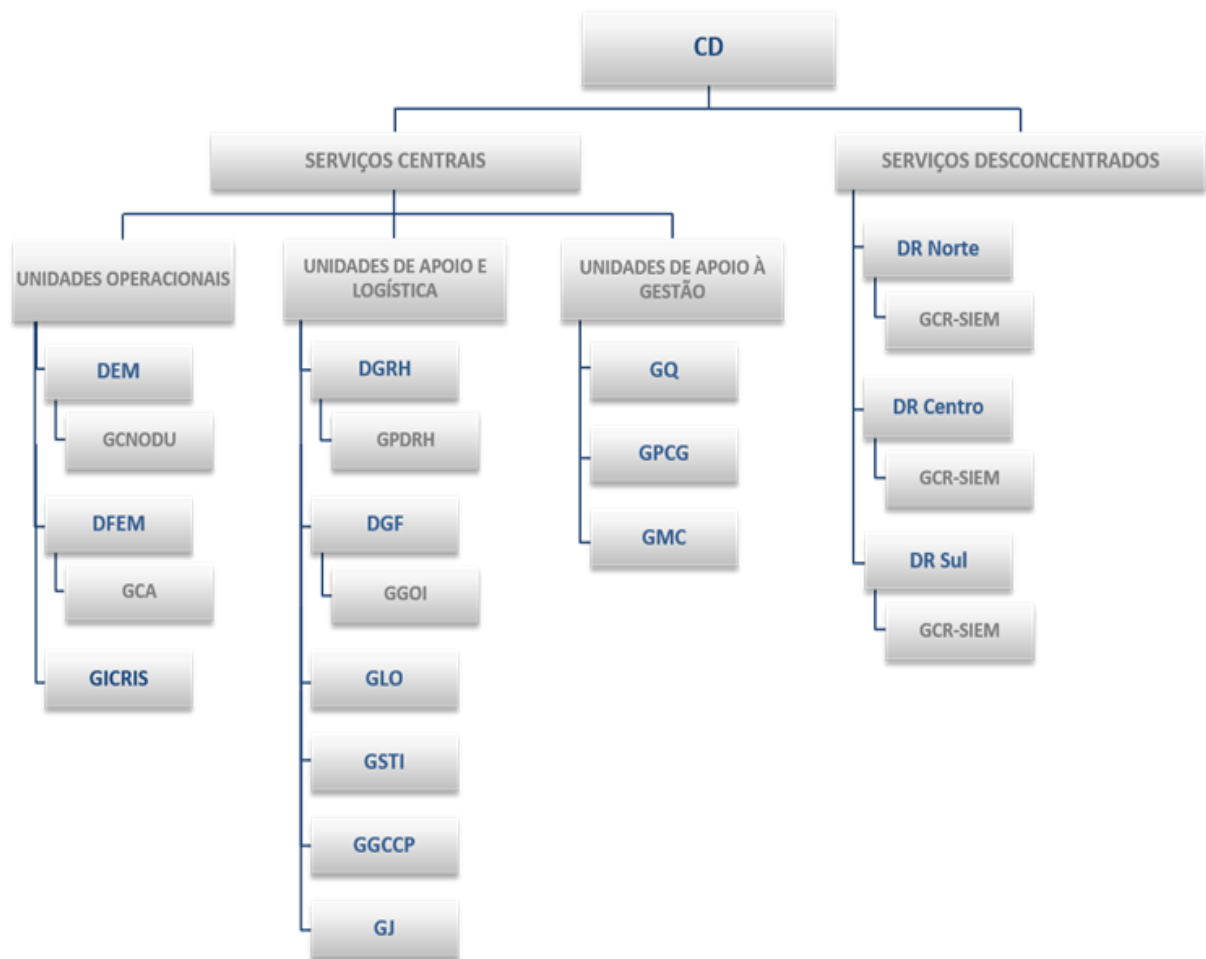 CD
SERVIÇOS CENTRAIS
SERVIÇOS DESCONCENTRADOS
UNIDADES OPERACIONAIS
DEM
GCNODU
DFEM
GCA
GICRIS
UNIDADES DE APOIO E
LOGÍSTICA
DGRH
GPDRH
DGF
GGOI
GLO
GSTI
GGCCP
GJ
UNIDADES DE APOIO À
GESTÃO
GQ
GPCG
GMC
DR Norte
GCR-SIEM
DR Centro
GCR-SIEM
DR Sul
GCR-SIEM